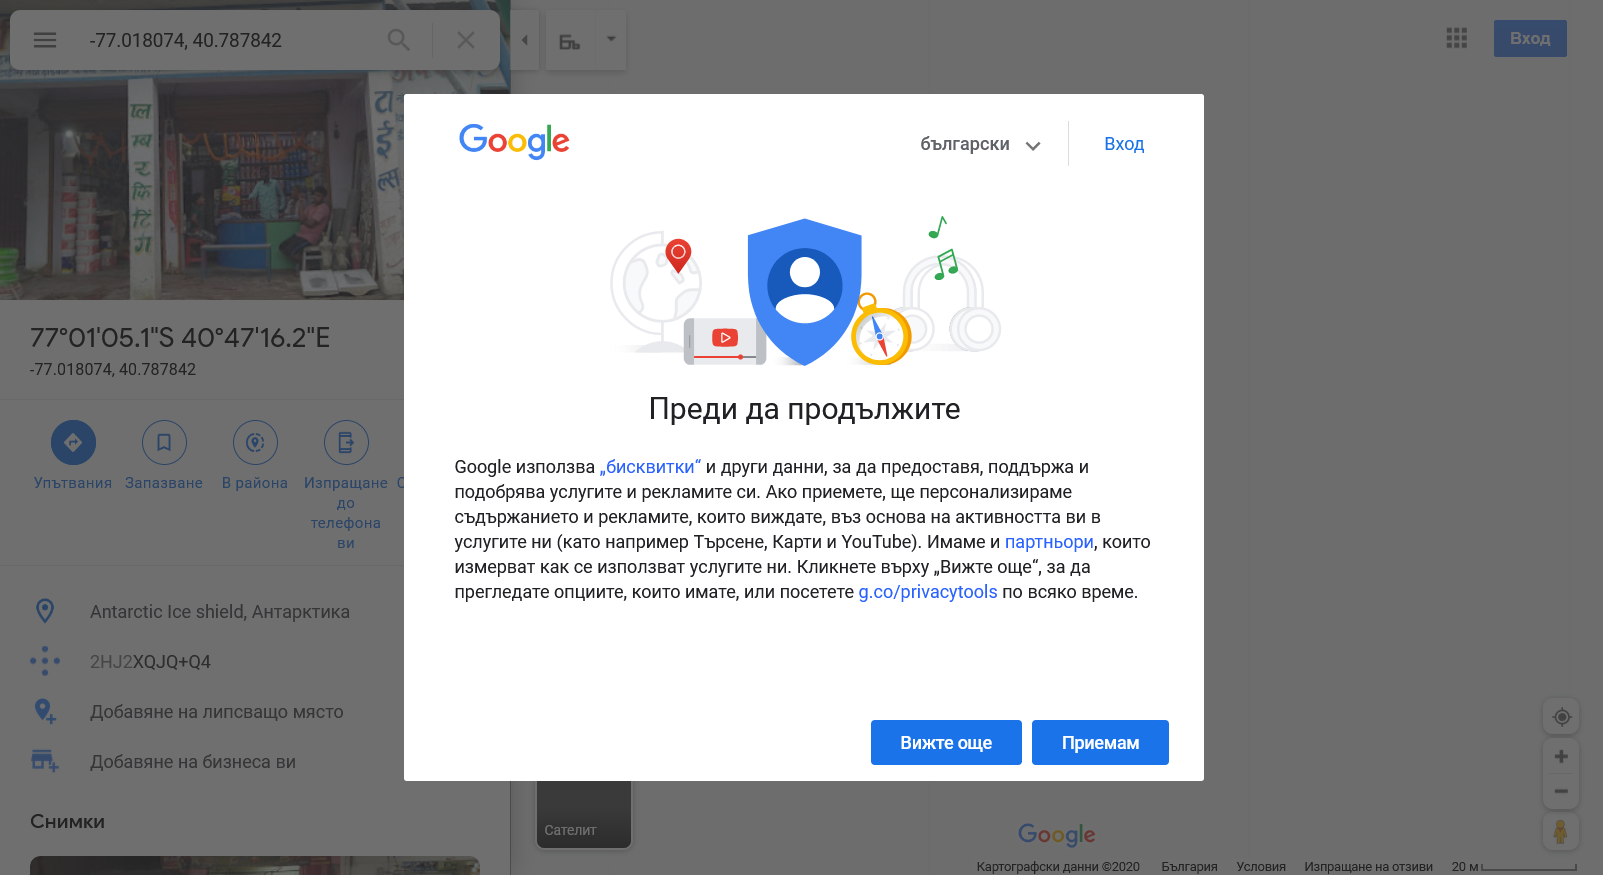 -77.018074, 40.787842
Вход
ल
म्ब
र
कि
टिं
ग
टा
ई
ल्स
Google
български
Вход
77°01'05.1"S 40°47'16.2"E
-77.018074, 40.787842
Упътвания
Запазване
В района
Изпращане
до
телефона
ви
Преди да продължите
Google използва „бисквитки“ и други данни, за да предоставя, поддържа и
подобрява услугите и рекламите си. Ако приемете, ще персонализираме
съдържанието и рекламите, които виждате, въз основа на активността ви в
услугите ни (като например Търсене, Карти и YouTube). Имаме и партньори, които
измерват как се използват услугите ни. Кликнете върху „Вижте още“, за да
прегледате опциите, които имате, или посетете g.co/privacytools по всяко време.
Antarctic Ice shield, Антарктика
2HJ2XQJQ+Q4
Добавяне на липсващо място
Добавяне на бизнеса ви
Вижте още
Приемам
Снимки
Сателит
Google
Картографски данни ©2020 България Условия Изпращане на отзиви 20 м